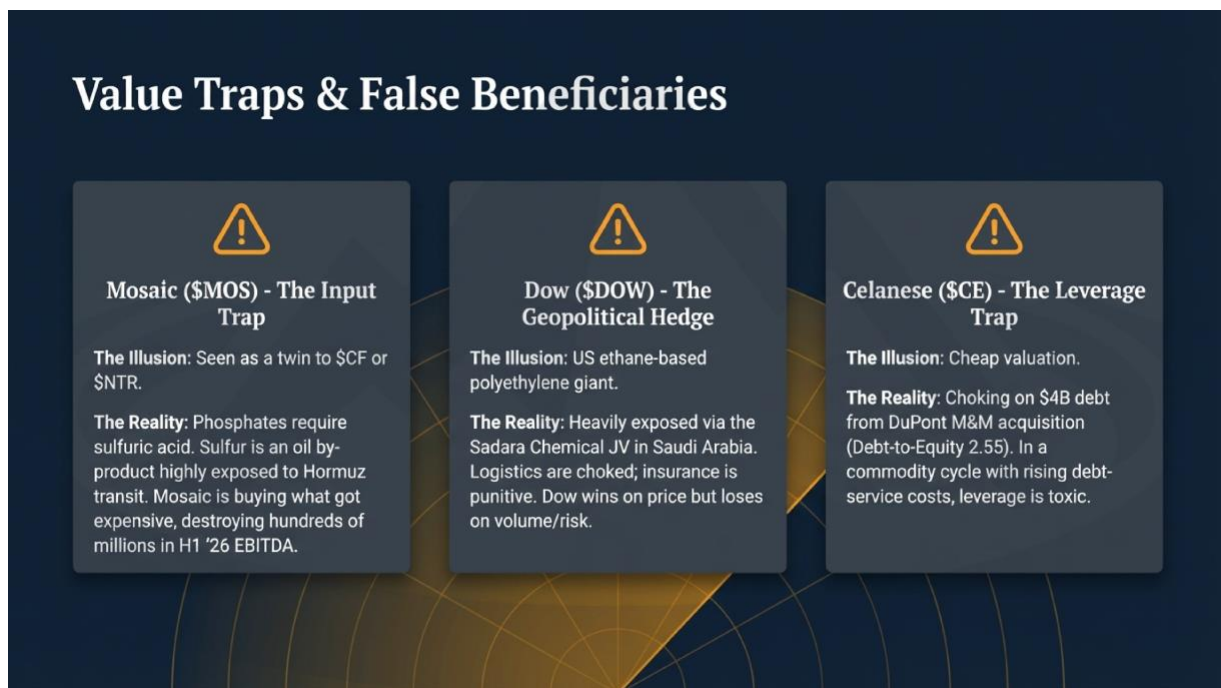 Value Traps & False Beneficiaries
Mosaic ($MOS) - The Input
Trap
The Illusion: Seen as a twin to $CF or
$NTR.
The Reality: Phosphates require
sulfuric acid. Sulfur is an oil by-
product highly exposed to Hormuz
transit. Mosaic is buying what got
expensive, destroying hundreds of
millions in H1 '26 EBITDA.
Dow ($DOW) - The
Geopolitical Hedge
The Illusion: US ethane-based
polyethylene giant.
The Reality: Heavily exposed via the
Sadara Chemical JV in Saudi Arabia.
Logistics are choked; insurance is
punitive. Dow wins on price but loses
on volume/risk.
Celanese ($CE) - The Leverage
Trap
The Illusion: Cheap valuation.
The Reality: Choking on $4B debt
from DuPont M&M acquisition
(Debt-to-Equity 2.55). In a
commodity cycle with rising debt-
service costs, leverage is toxic.